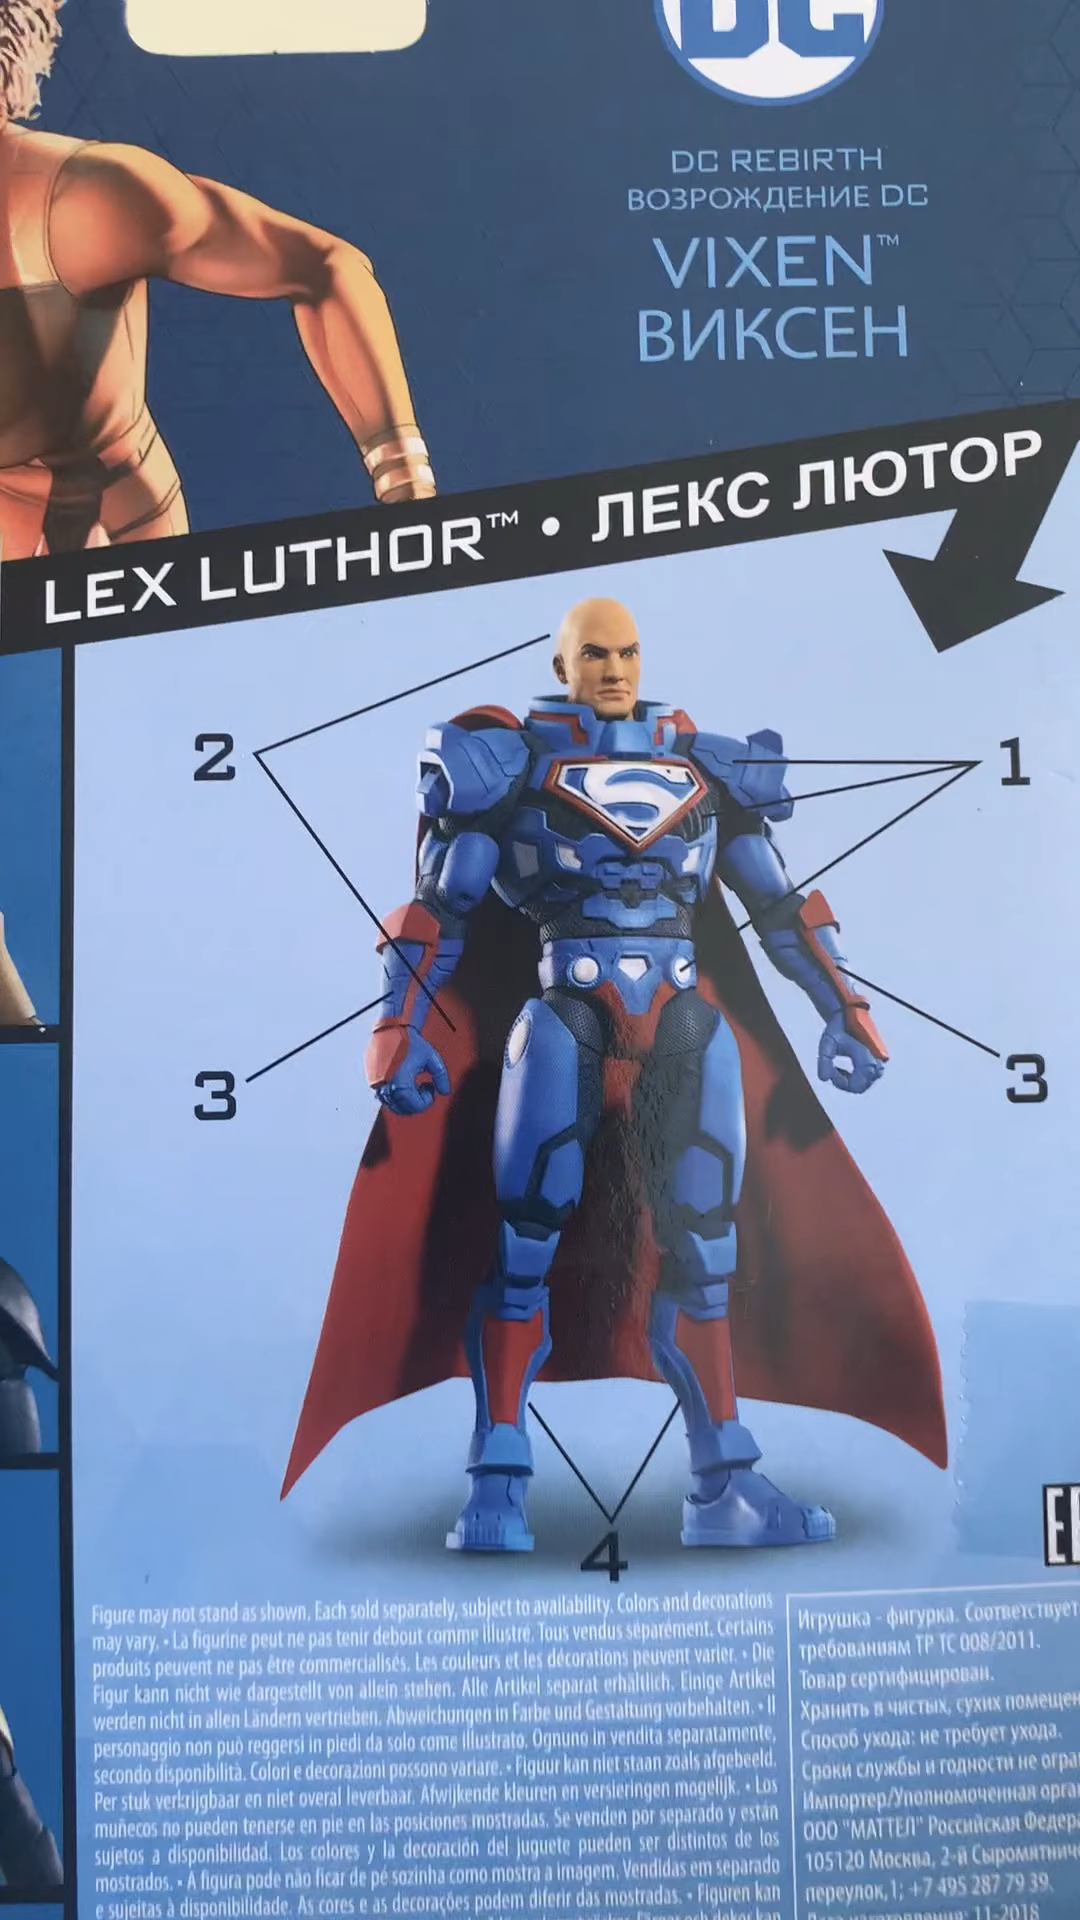 DC
DC REBIRTH
ВОЗРОЖДЕНИЕ DC
VIXEN™
ВИКСЕН
LEX LUTHOR™ • ЛЕКС ЛЮТОР
2
1
3
3
4
Figure may not stand as shown. Each sold separately, subject to availability. Colors and decorations
may vary. • La figurine peut ne pas tenir debout comme illustré. Tous vendus séparément. Certains
produits peuvent ne pas être commercialisés. Les couleurs et les décorations peuvent varier. • Die
Figur kann nicht wie dargestellt von allein stehen. Alle Artikel separat erhältlich. Einige Artikel
werden nicht in allen Ländern vertrieben. Abweichungen in Farbe und Gestaltung vorbehalten. • Il
personaggio non può reggersi in piedi da solo come illustrato. Ognuno in vendita separatamente,
secondo disponibilità. Colori e decorazioni possono variare. • Figuur kan niet staan zoals afgebeeld.
Per stuk verkrijgbaar en niet overal leverbaar. Afwijkende kleuren en versieringen mogelijk. • Los
muñecos no pueden tenerse en pie en las posiciones mostradas. Se venden por separado y están
sujetos a disponibilidad. Los colores y la decoración del juguete pueden ser distintos de los
mostrados. • A figura pode não ficar de pé sozinha como mostra a imagem. Vendidas em separado
e sujeitas à disponibilidade. As cores e as decorações podem diferir das mostradas. • Figuren kan
Игрушка - фигурка. Соответствует
требованиям ТР ТС 008/2011.
Товар сертифицирован.
Хранить в чистых, сухих помещен
Способ ухода: не требует ухода.
Сроки службы и годности не огра
Импортер/Уполномоченная орга
ООО "МАТТЕЛ" Российская Федера
105120 Москва, 2-й Сыромятниче
переулок, 1; +7 495 287 79 39.
11-2018